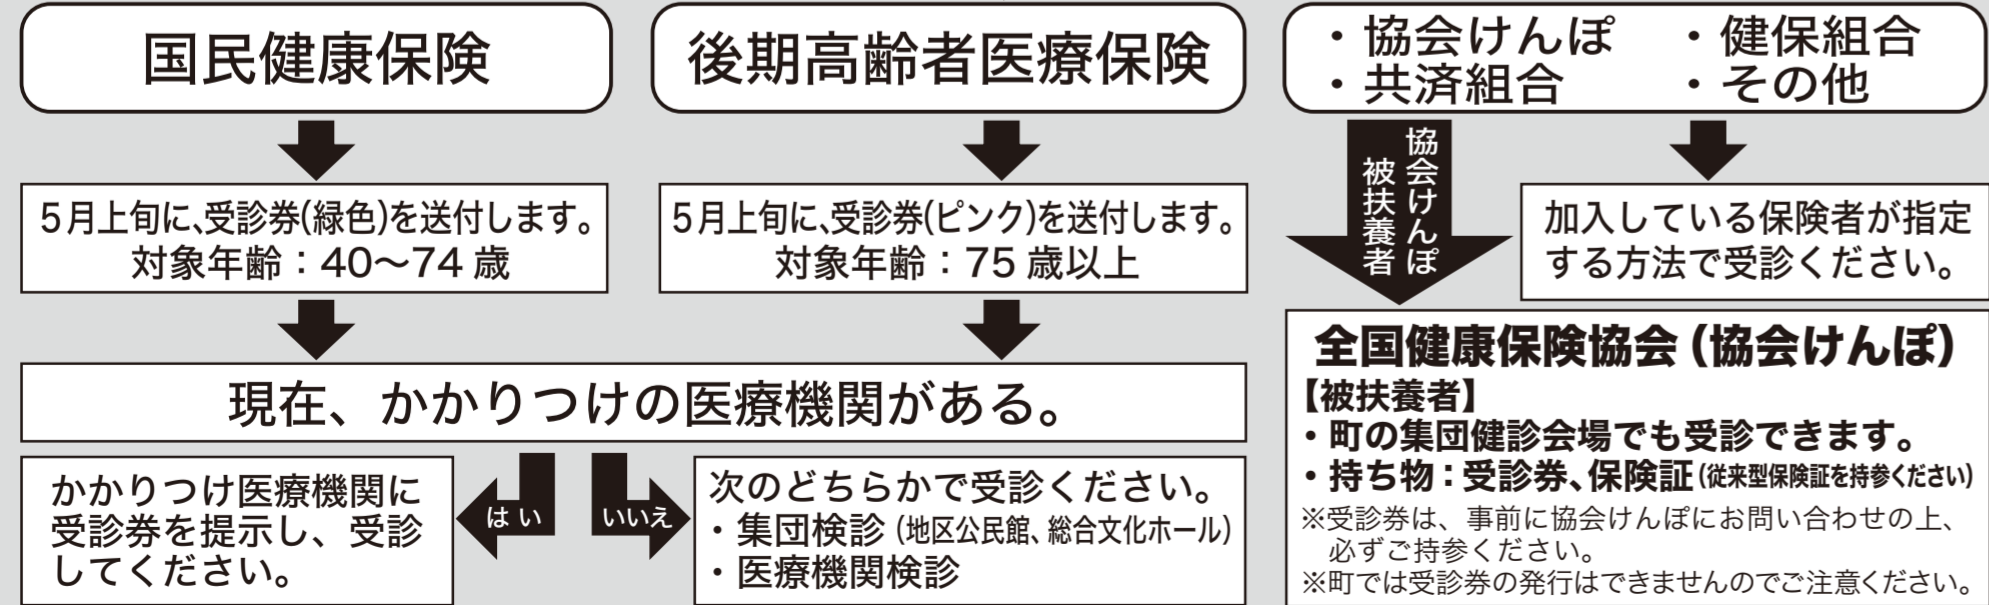 国民健康保険
後期高齢者医療保険
・協会けんぽ ・健保組合
・共済組合 ・その他
5月上旬に、受診券(緑色)を送付します。
対象年齢：40〜74歳
5月上旬に、受診券(ピンク)を送付します。
対象年齢：75歳以上
協会けんぽ
被扶養者
加入している保険者が指定
する方法で受診ください。
現在、かかりつけの医療機関がある。
はい
いいえ
かかりつけ医療機関に
受診券を提示し、受診
してください。
次のどちらかで受診ください。
・集団検診(地区公民館、総合文化ホール)
・医療機関検診
全国健康保険協会(協会けんぽ)
【被扶養者】
・町の集団健診会場でも受診できます。
・持ち物：受診券、保険証(従来型保険証を持参ください)
※受診券は、事前に協会けんぽにお問い合わせの上、
必ずご持参ください。
※町では受診券の発行はできませんのでご注意ください。